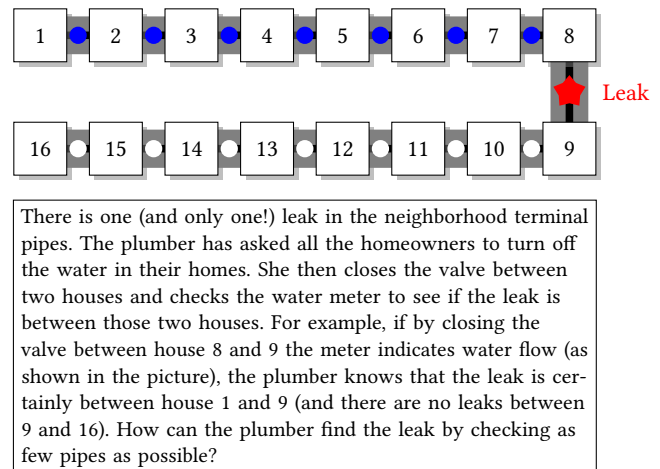 1 2 3 4 5 6 7 8
Leak
16 15 14 13 12 11 10 9
There is one (and only one!) leak in the neighborhood terminal
pipes. The plumber has asked all the homeowners to turn off
the water in their homes. She then closes the valve between
two houses and checks the water meter to see if the leak is
between those two houses. For example, if by closing the
valve between house 8 and 9 the meter indicates water flow (as
shown in the picture), the plumber knows that the leak is cer-
tainly between house 1 and 9 (and there are no leaks between
9 and 16). How can the plumber find the leak by checking as
few pipes as possible?